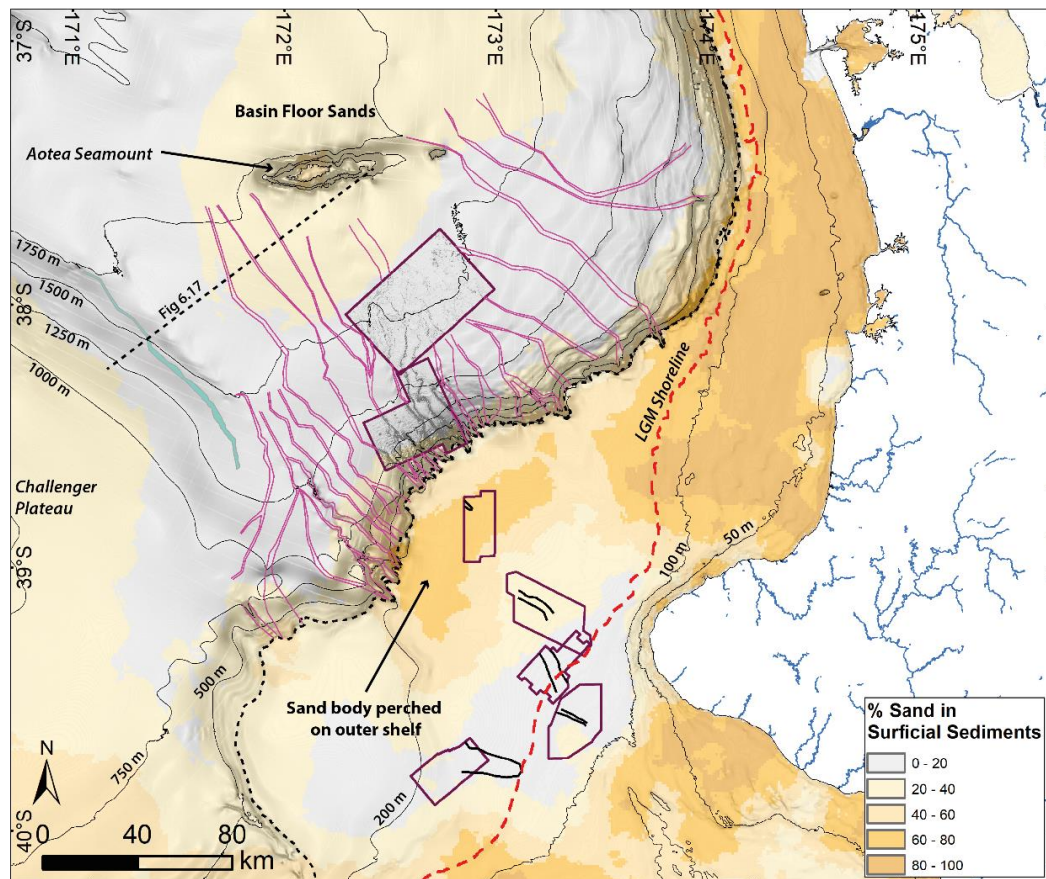 171°E
172°E
173°E
174°E
175°E
37°S
Basin Floor Sands
Aotea Seamount
1750 m
1500 m
1250 m
1000 m
Fig 6.17
38°S
LGM Shoreline
Challenger
Plateau
39°S
100 m
50 m
500 m
Sand body perched
on outer shelf
750 m
200 m
N
40°S
0 40 80
km
% Sand in
Surficial Sediments
0 - 20
20 - 40
40 - 60
60 - 80
80 - 100